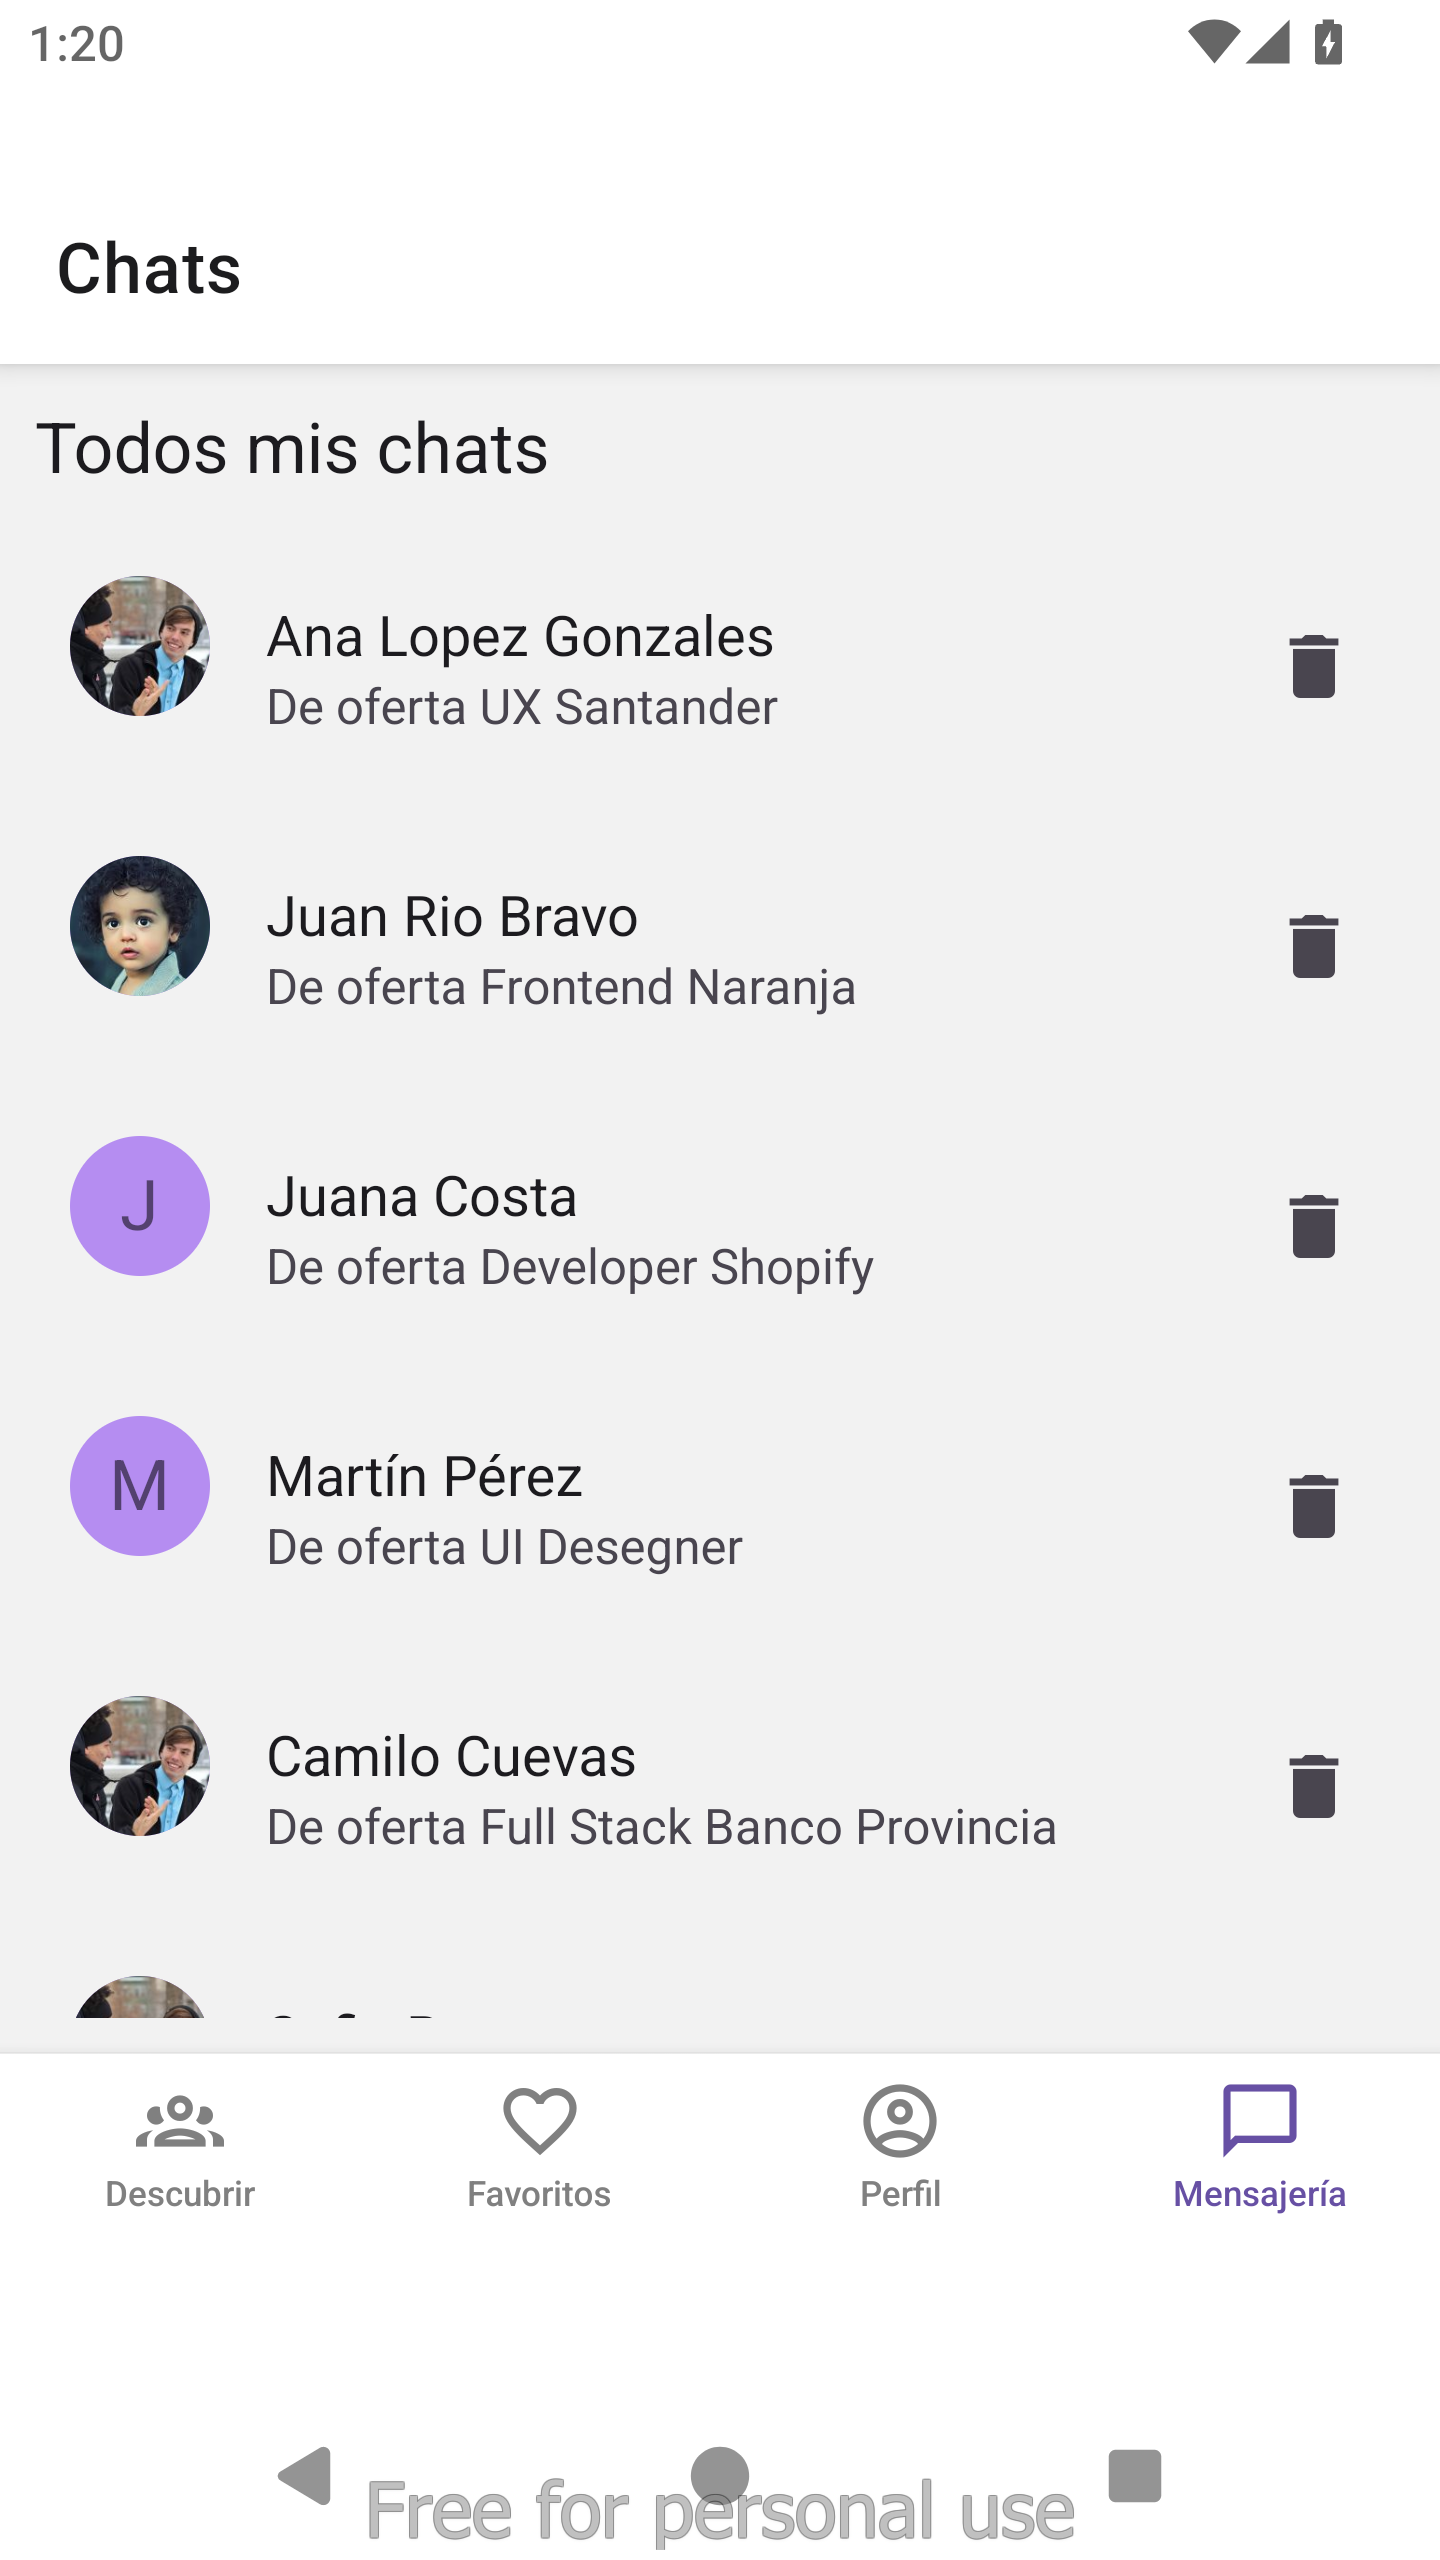 1:20
Chats
Todos mis chats
Ana Lopez Gonzales
De oferta UX Santander
Juan Rio Bravo
De oferta Frontend Naranja
J
Juana Costa
De oferta Developer Shopify
M
Martín Pérez
De oferta UI Desegner
Camilo Cuevas
De oferta Full Stack Banco Provincia
Descubrir
Favoritos
Perfil
Mensajería
Free for personal use